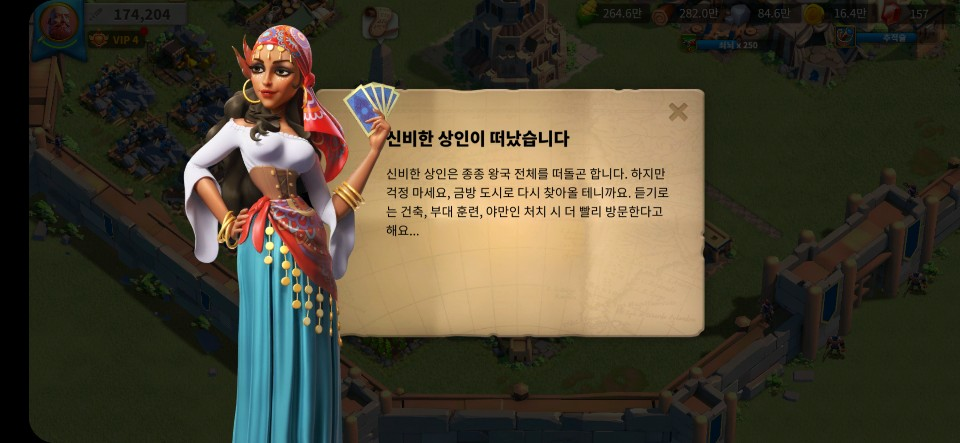 174,204
VIP 4
264.6만
282.0만
84.6만
16.4만
157
x 250
주락술
신비한 상인이 떠났습니다
신비한 상인은 종종 왕국 전체를 떠돌곤 합니다. 하지만
걱정 마세요, 금방 도시로 다시 찾아올 테니까요. 듣기로
는 건축, 부대 훈련, 야만인 처치 시 더 빨리 방문한다고
해요...